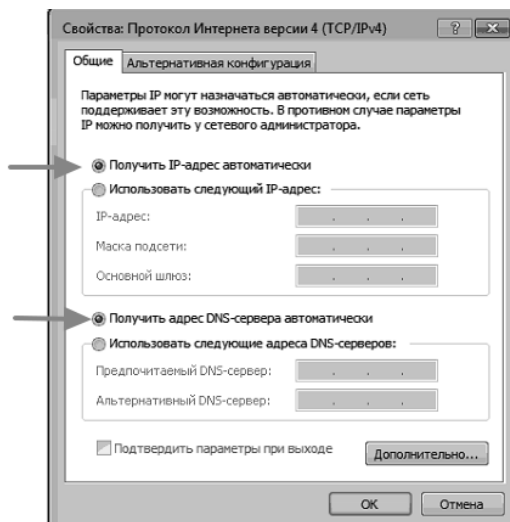 Свойства: Протокол Интернета версии 4 (TCP/IPv4)
Общие
Альтернативная конфигурация
Параметры IP могут назначаться автоматически, если сеть
поддерживает эту возможность. В противном случае параметры
IP можно получить у сетевого администратора.
Получить IP-адрес автоматически
Использовать следующий IP-адрес:
IP-адрес:
Маска подсети:
Основной шлюз:
Получить адрес DNS-сервера автоматически
Использовать следующие адреса DNS-серверов:
Предпочитаемый DNS-сервер:
Альтернативный DNS-сервер:
Подтвердить параметры при выходе
Дополнительно...
ОК
Отмена